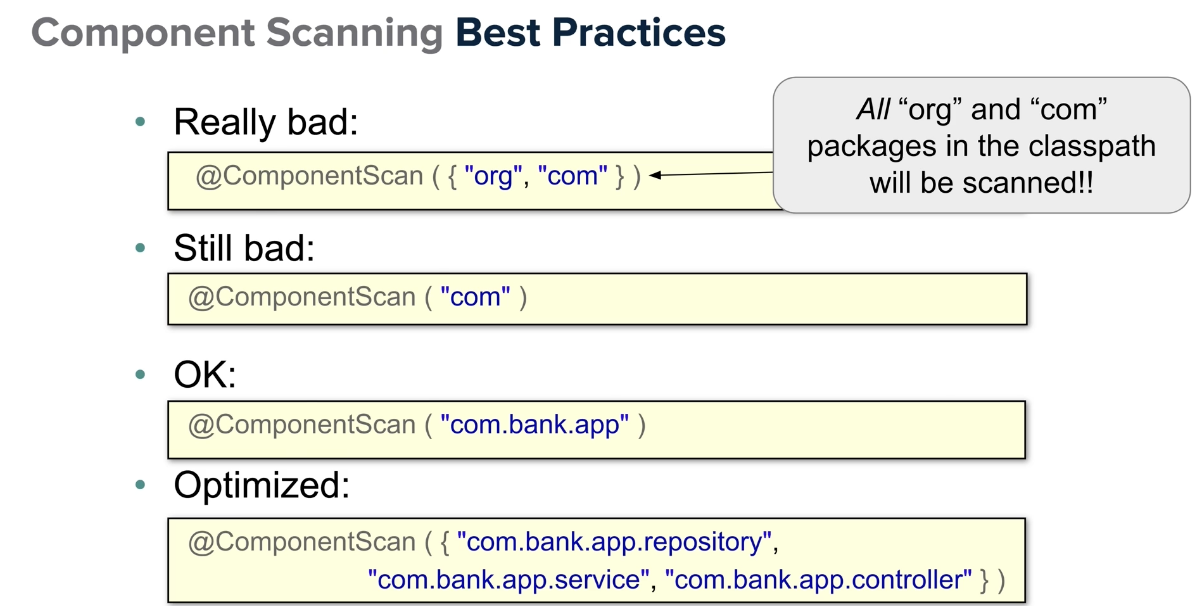 Component Scanning Best Practices
• Really bad:
@ComponentScan ( { "org", "com" } )
All “org” and “com”
packages in the classpath
will be scanned!!
• Still bad:
@ComponentScan ( "com" )
• OK:
@ComponentScan ( "com.bank.app" )
• Optimized:
@ComponentScan ( { "com.bank.app.repository",
"com.bank.app.service", "com.bank.app.controller" } )